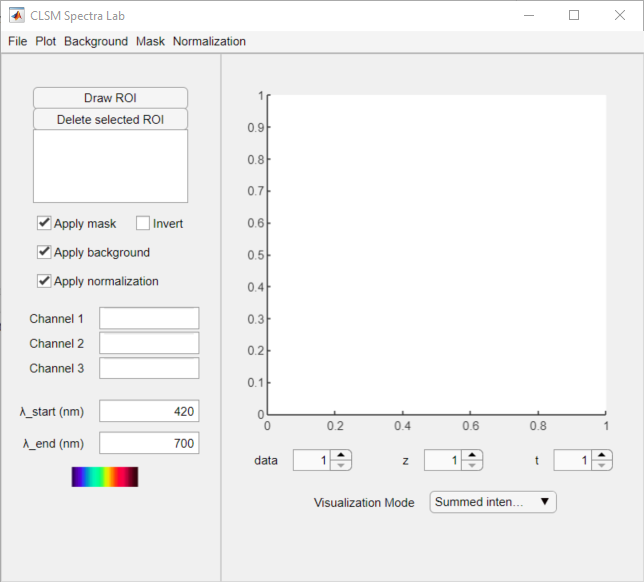 CLSM Spectra Lab
File Plot Background Mask Normalization
Draw ROI
Delete selected ROI
Apply mask Invert
Apply background
Apply normalization
Channel 1
Channel 2
Channel 3
λ_start (nm) 420
λ_end (nm) 700
1
0.9
0.8
0.7
0.6
0.5
0.4
0.3
0.2
0.1
0
0 0.2 0.4 0.6 0.8 1
data 1 z 1 t 1
Visualization Mode Summed inten...